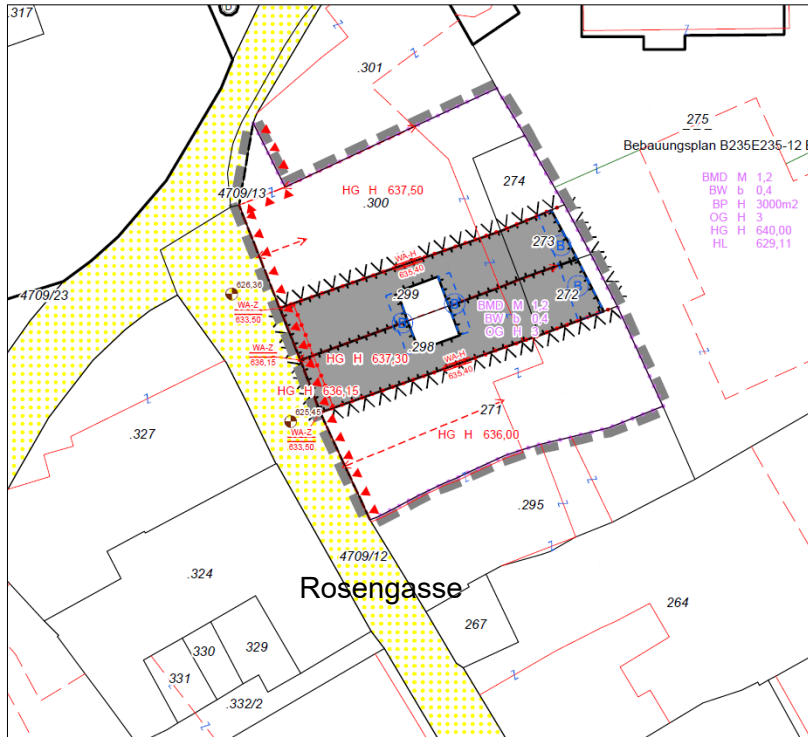 .317
D
.301
275
Bebauungsplan B235E235-12 E
BMD M 1,2
BW b 0,4
BP H 3000m2
OG H 3
HG H 640,00
HL 629,11
274
4709/13
HG H 637,50
.300
273
B
WA-H
635,40
626,36
.299
272
B
4709/23
WA-Z
633,50
BMD M 1,2
BW b 0,4
OG H 3
B
B
WA-Z
636,15
.298
HG H 637,30
WA-H
635,40
HG H 636,15
625,45
271
.327
WA-Z
633,50
HG H 636,00
.295
4709/12
.324
Rosengasse
264
267
330
329
331
.332/2